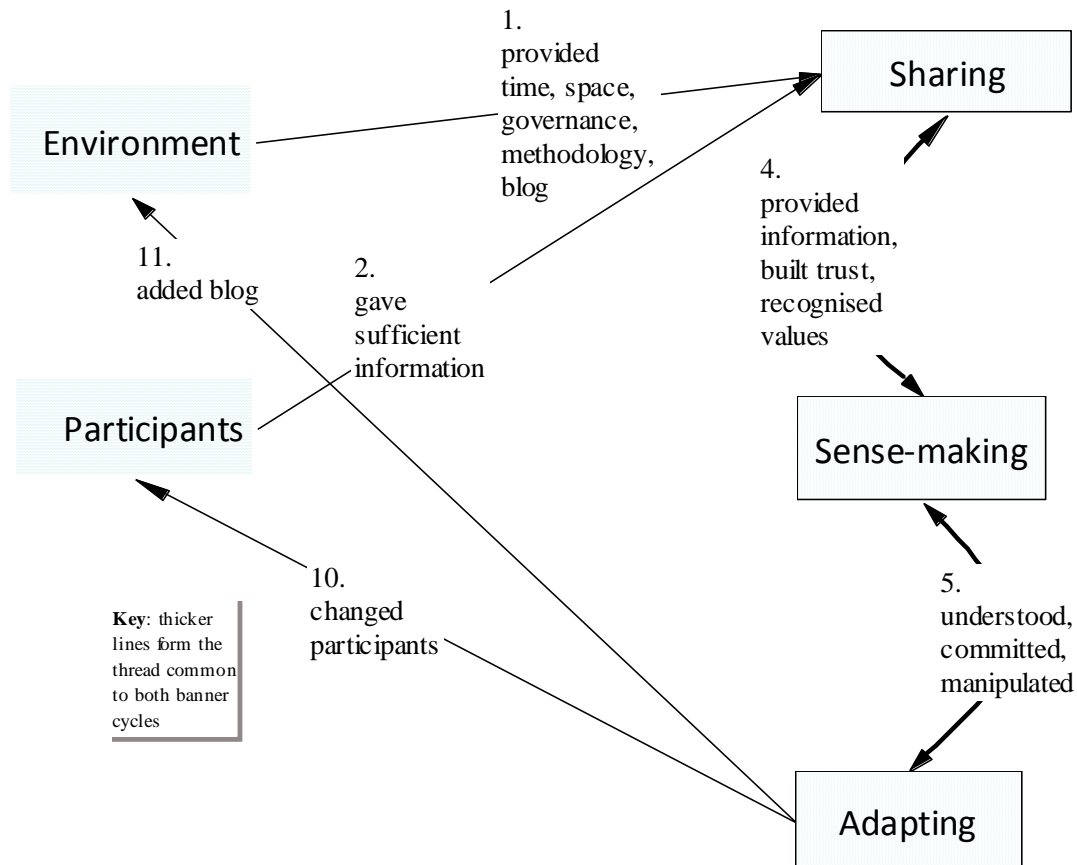 1.
provided
time, space,
governance,
methodology,
blog
Sharing
Environment
4.
provided
information,
built trust,
recognised
values
11.
added blog
2.
gave
sufficient
information
Participants
Sense-making
10.
changed
participants
5.
understood,
committed,
manipulated
Key: thicker
lines form the
thread common
to both banner
cycles
Adapting